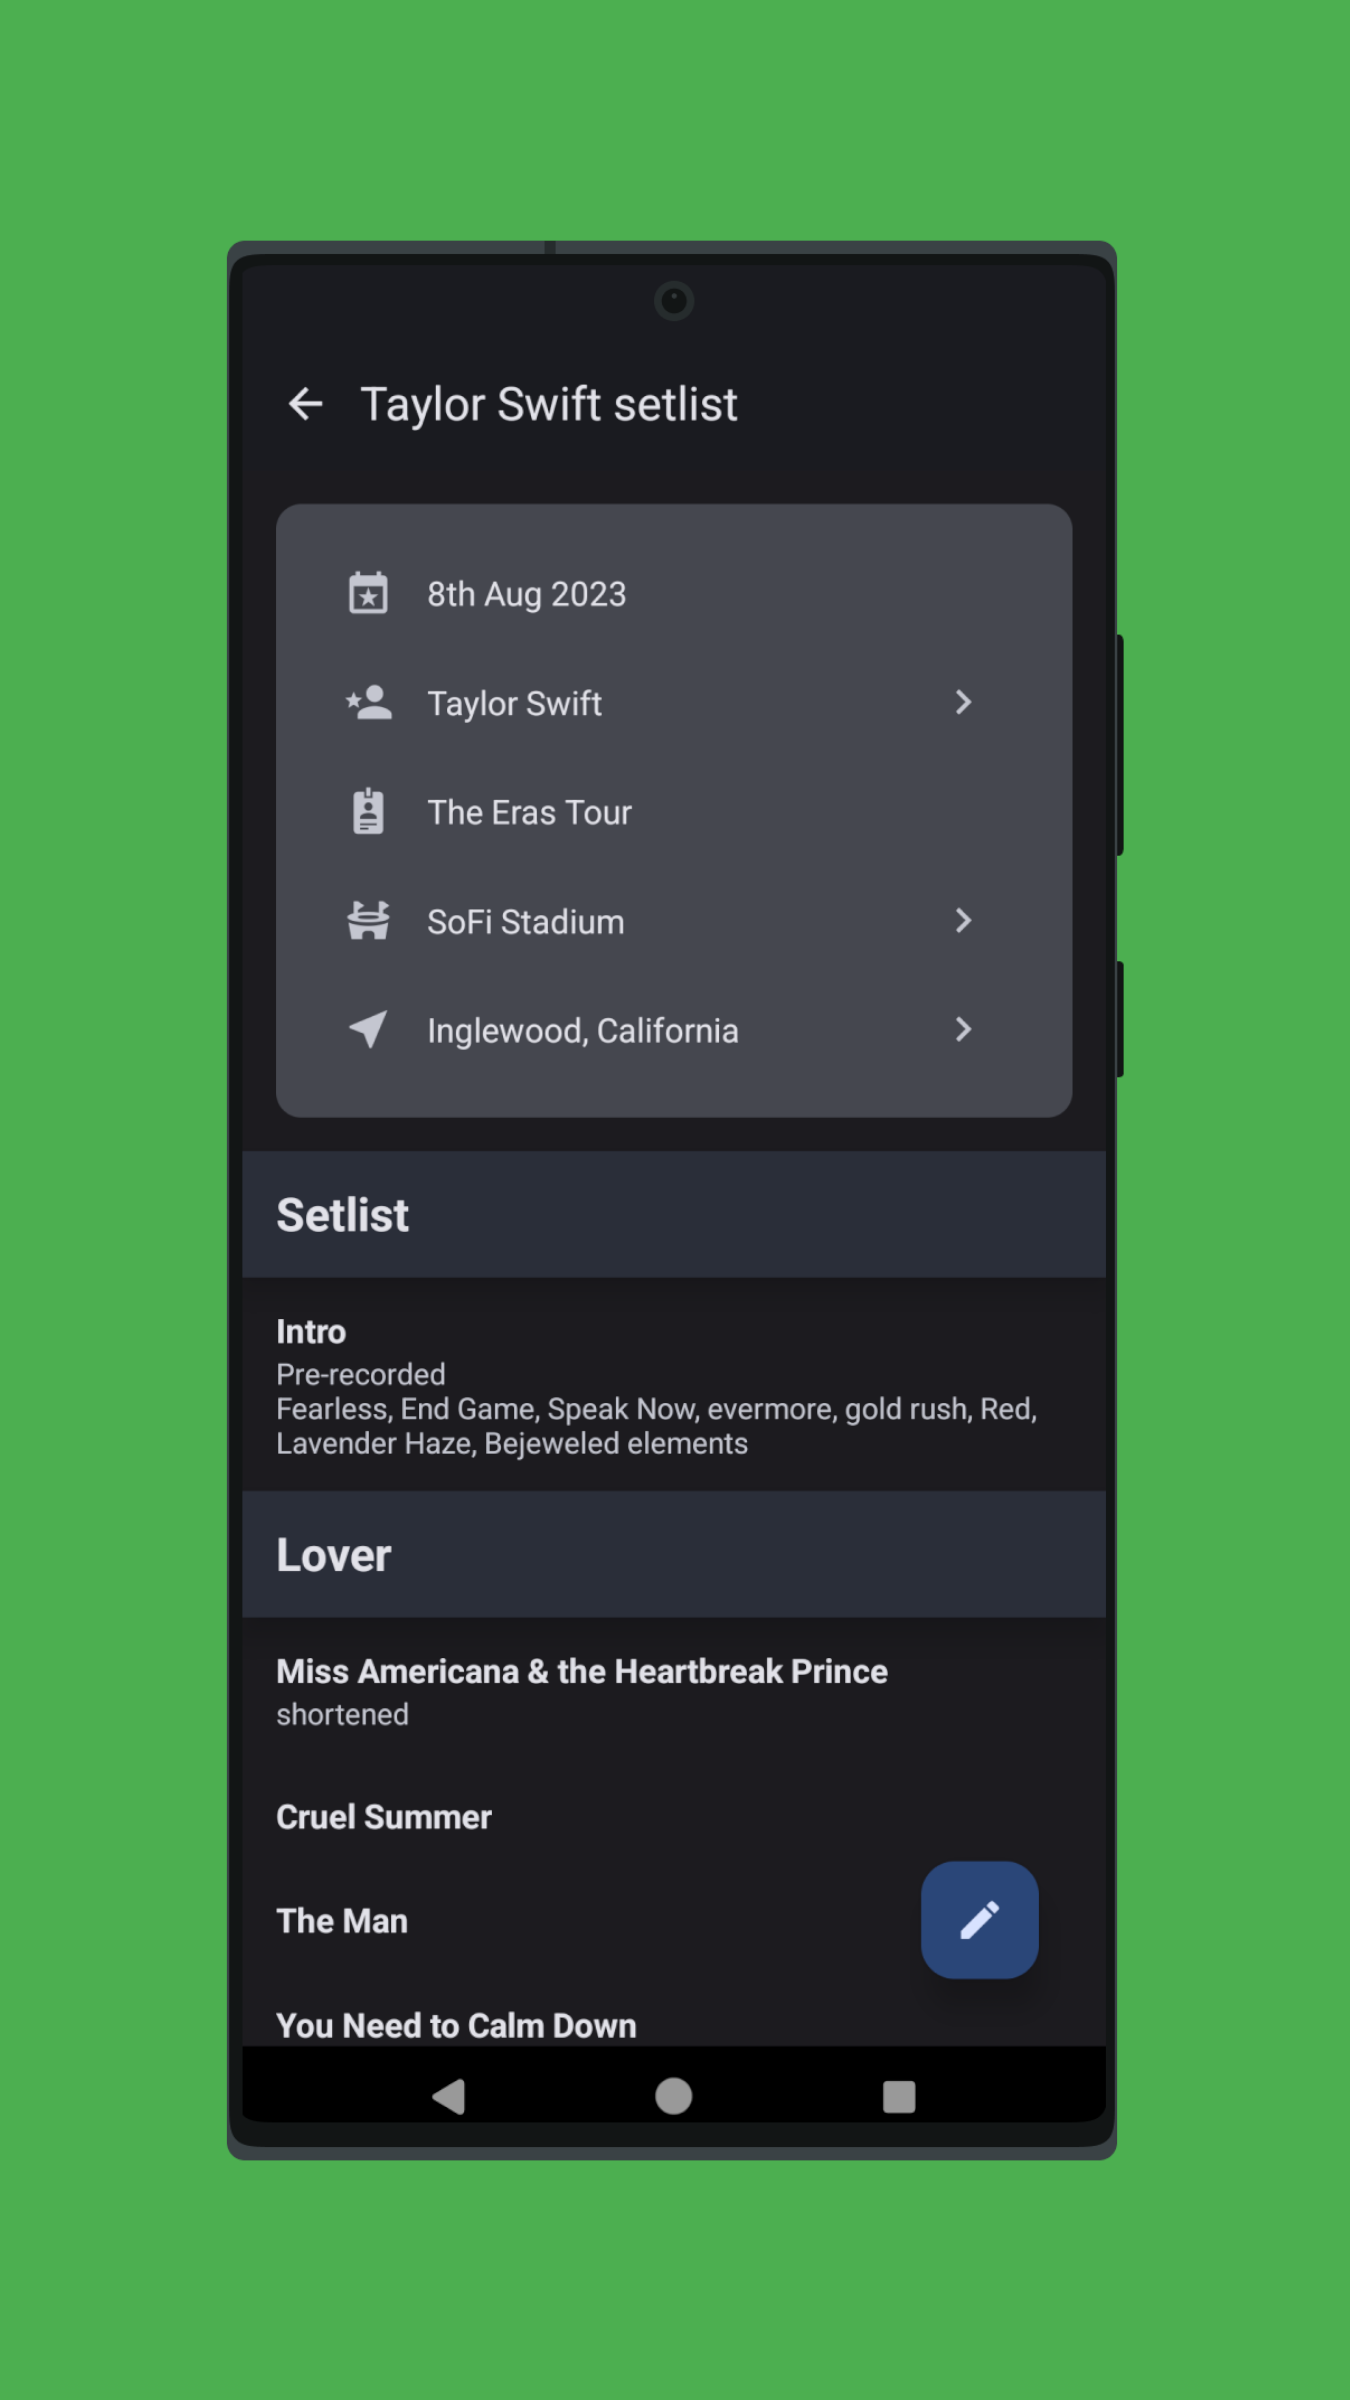 Taylor Swift setlist
8th Aug 2023
Taylor Swift
The Eras Tour
SoFi Stadium
Inglewood, California
Setlist
Intro
Pre-recorded
Fearless, End Game, Speak Now, evermore, gold rush, Red,
Lavender Haze, Bejeweled elements
Lover
Miss Americana & the Heartbreak Prince
shortened
Cruel Summer
The Man
You Need to Calm Down